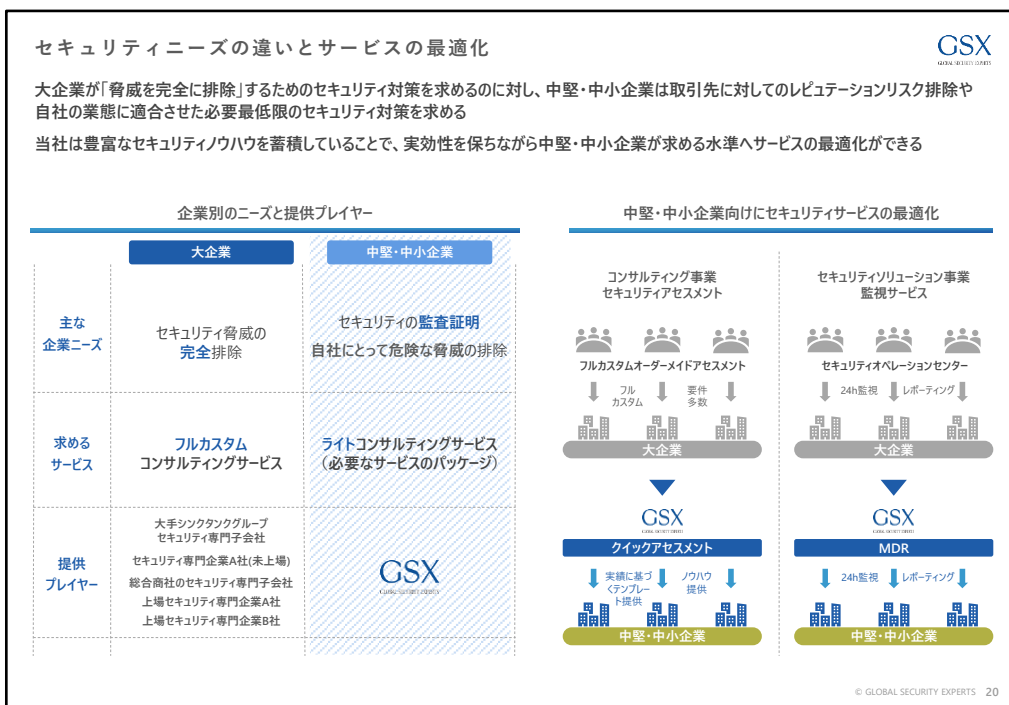 セキュリティニーズの違いとサービスの最適化
GSX
GLOBAL SECURITY EXPERTS
大企業が「脅威を完全に排除」するためのセキュリティ対策を求めるのに対し、中堅・中小企業は取引先に対してのレピュテーションリスク排除や
自社の業態に適合させた必要最低限のセキュリティ対策を求める
当社は豊富なセキュリティノウハウを蓄積していることで、実効性を保ちながら中堅・中小企業が求める水準へサービスの最適化ができる
企業別のニーズと提供プレイヤー
大企業
中堅・中小企業
主な
企業ニーズ
セキュリティ脅威の
完全排除
セキュリティの監査証明
自社にとって危険な脅威の排除
求める
サービス
フルカスタム
コンサルティングサービス
ライトコンサルティングサービス
（必要なサービスのパッケージ）
提供
プレイヤー
大手シンクタンクグループ
セキュリティ専門子会社
セキュリティ専門企業A社(未上場)
総合商社のセキュリティ専門子会社
上場セキュリティ専門企業A社
上場セキュリティ専門企業B社
GSX
GLOBAL SECURITY EXPERTS
中堅・中小企業向けにセキュリティサービスの最適化
コンサルティング事業
セキュリティアセスメント
フルカスタムオーダーメイドアセスメント
フル
カスタム
要件
多数
大企業
GSX
GLOBAL SECURITY EXPERTS
クイックアセスメント
実績に基づ
くテンプレー
ト提供
ノウハウ
提供
中堅・中小企業
セキュリティソリューション事業
監視サービス
セキュリティオペレーションセンター
24h監視
レポーティング
大企業
GSX
GLOBAL SECURITY EXPERTS
MDR
24h監視
レポーティング
中堅・中小企業
© GLOBAL SECURITY EXPERTS 20